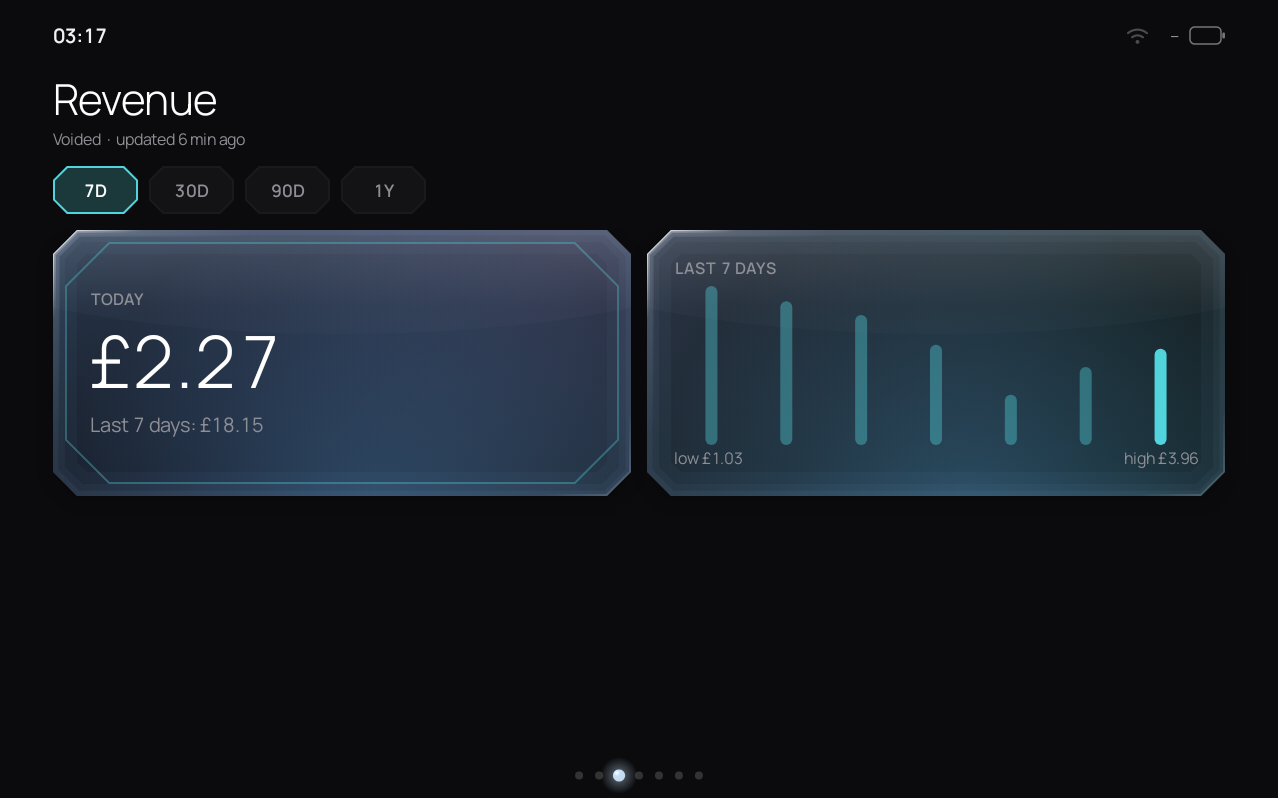 03:17
–
Revenue
Voided · updated 6 min ago
7D 30D 90D 1Y
TODAY
£2.27
Last 7 days: £18.15
LAST 7 DAYS
low £1.03 high £3.96